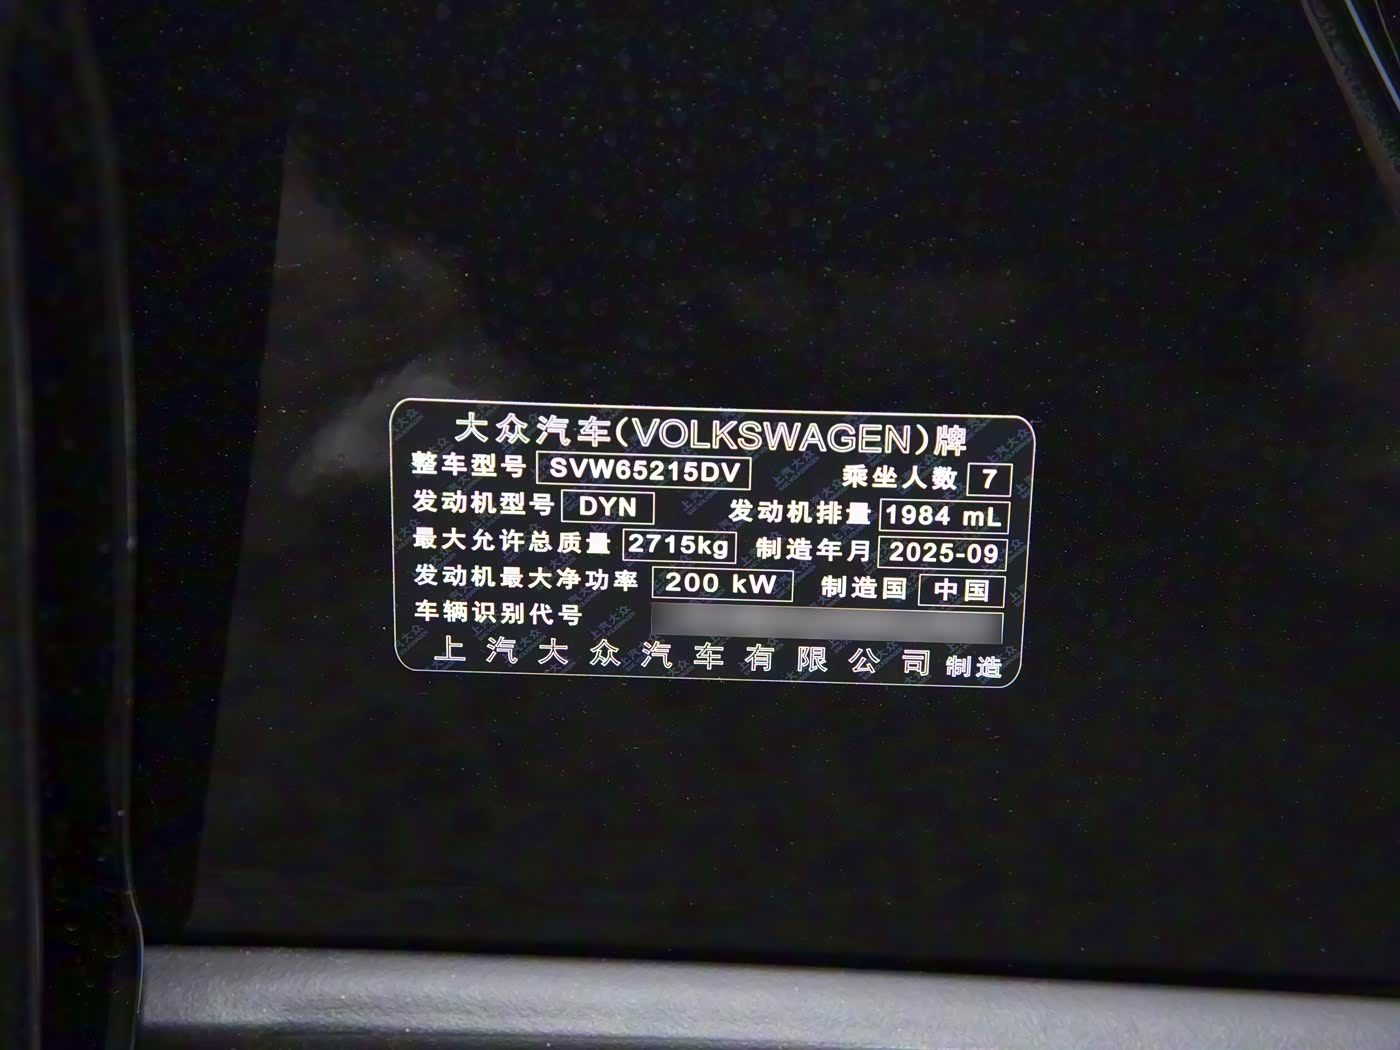 大众汽车(VOLKSWAGEN)牌
整车型号 SVW65215DV 乘坐人数 7
发动机型号 DYN 发动机排量 1984 mL
最大允许总质量 2715kg 制造年月 2025-09
发动机最大净功率 200 kW 制造国 中国
车辆识别代号
上汽大众汽车有限公司 制造